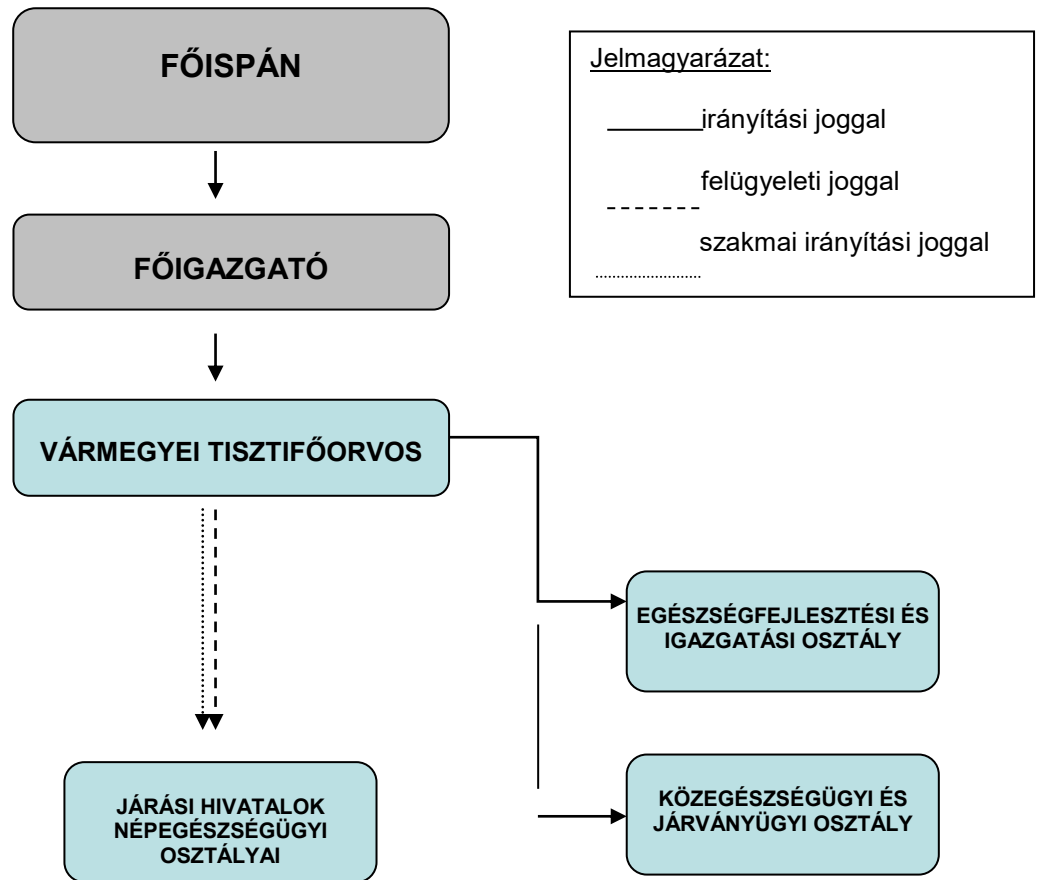 FŐISPÁN
Jelmagyarázat:
irányítási joggal
felügyeleti joggal
szakmai irányítási joggal
FŐIGAZGATÓ
VÁRMEGYEI TISZTIFŐORVOS
EGÉSZSÉGFEJLESZTÉSI ÉS
IGAZGATÁSI OSZTÁLY
JÁRÁSI HIVATALOK
NÉPEGÉSZSÉGÜGYI
OSZTÁLYAI
KÖZEGÉSZSÉGÜGYI ÉS
JÁRVÁNYÜGYI OSZTÁLY